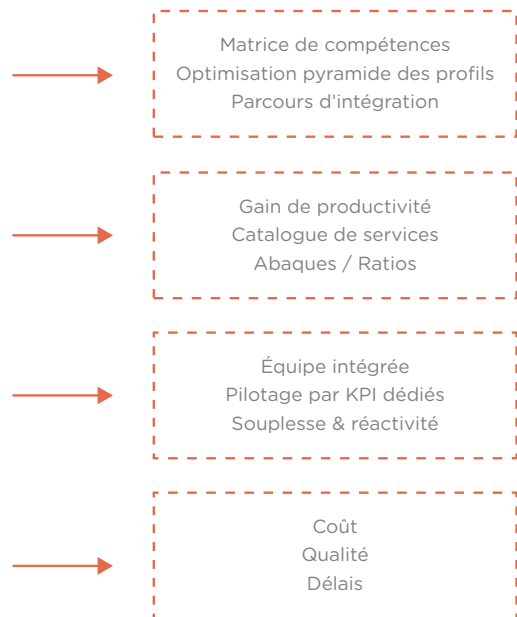 Matrice de compétences
Optimisation pyramide des profils
Parcours d’intégration
Gain de productivité
Catalogue de services
Abaques / Ratios
Équipe intégrée
Pilotage par KPI dédiés
Souplesse & réactivité
Coût
Qualité
Délais